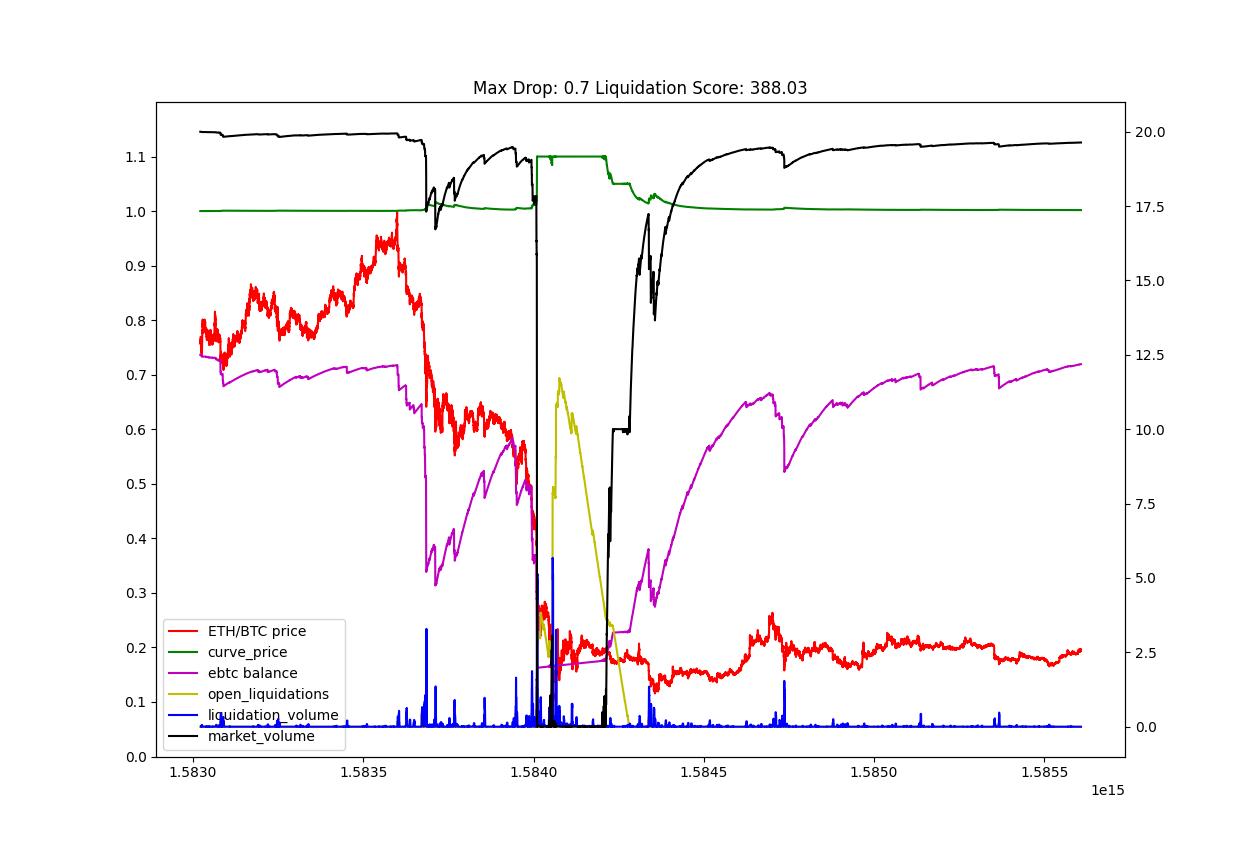 Max Drop: 0.7 Liquidation Score: 388.03
1.1
1.0
0.9
0.8
0.7
0.6
0.5
0.4
0.3
0.2
0.1
0.0
20.0
17.5
15.0
12.5
10.0
7.5
5.0
2.5
0.0
ETH/BTC price
curve_price
ebtc balance
open_liquidations
liquidation_volume
market_volume
1.5830 1.5835 1.5840 1.5845 1.5850 1.5855
1e15